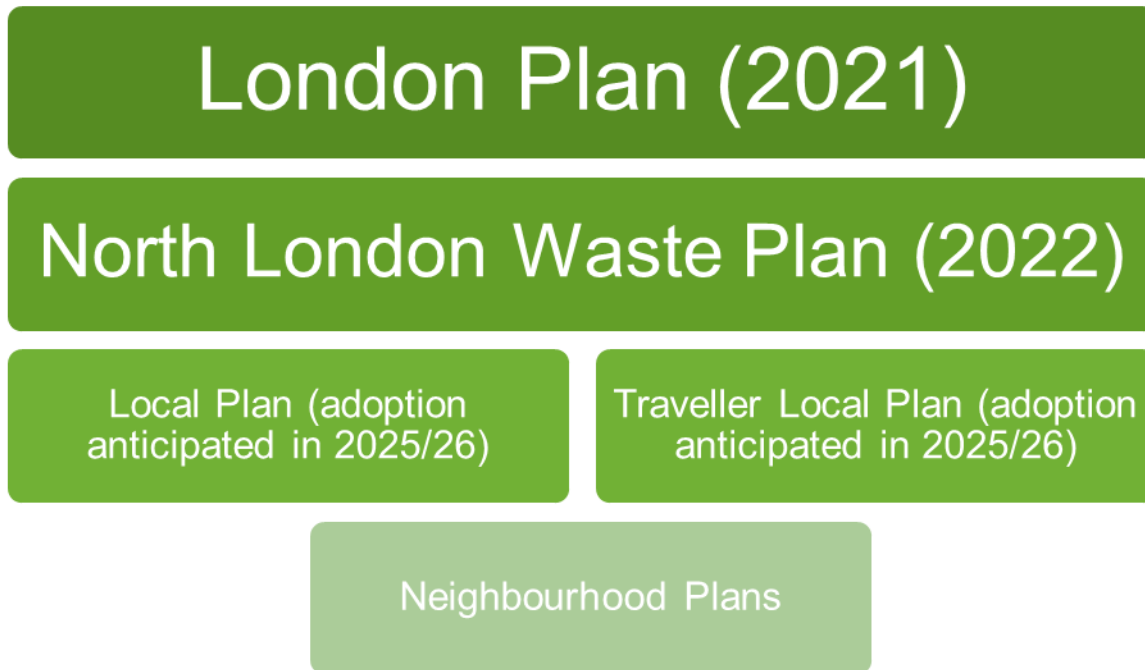 London Plan (2021)
North London Waste Plan (2022)
Local Plan (adoption
anticipated in 2025/26)
Traveller Local Plan (adoption
anticipated in 2025/26)
Neighbourhood Plans